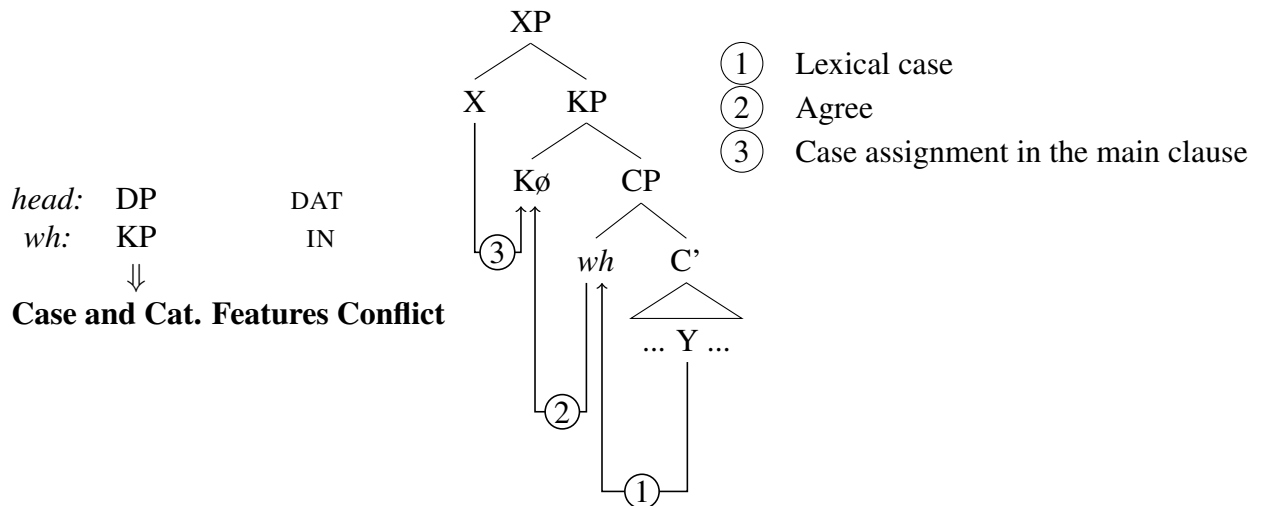 XP
① Lexical case
X KP
② Agree
③ Case assignment in the main clause
Kø CP
head: DP DAT
wh: KP IN
③
wh C’
⇓
Case and Cat. Features Conflict
... Y ...
②
①